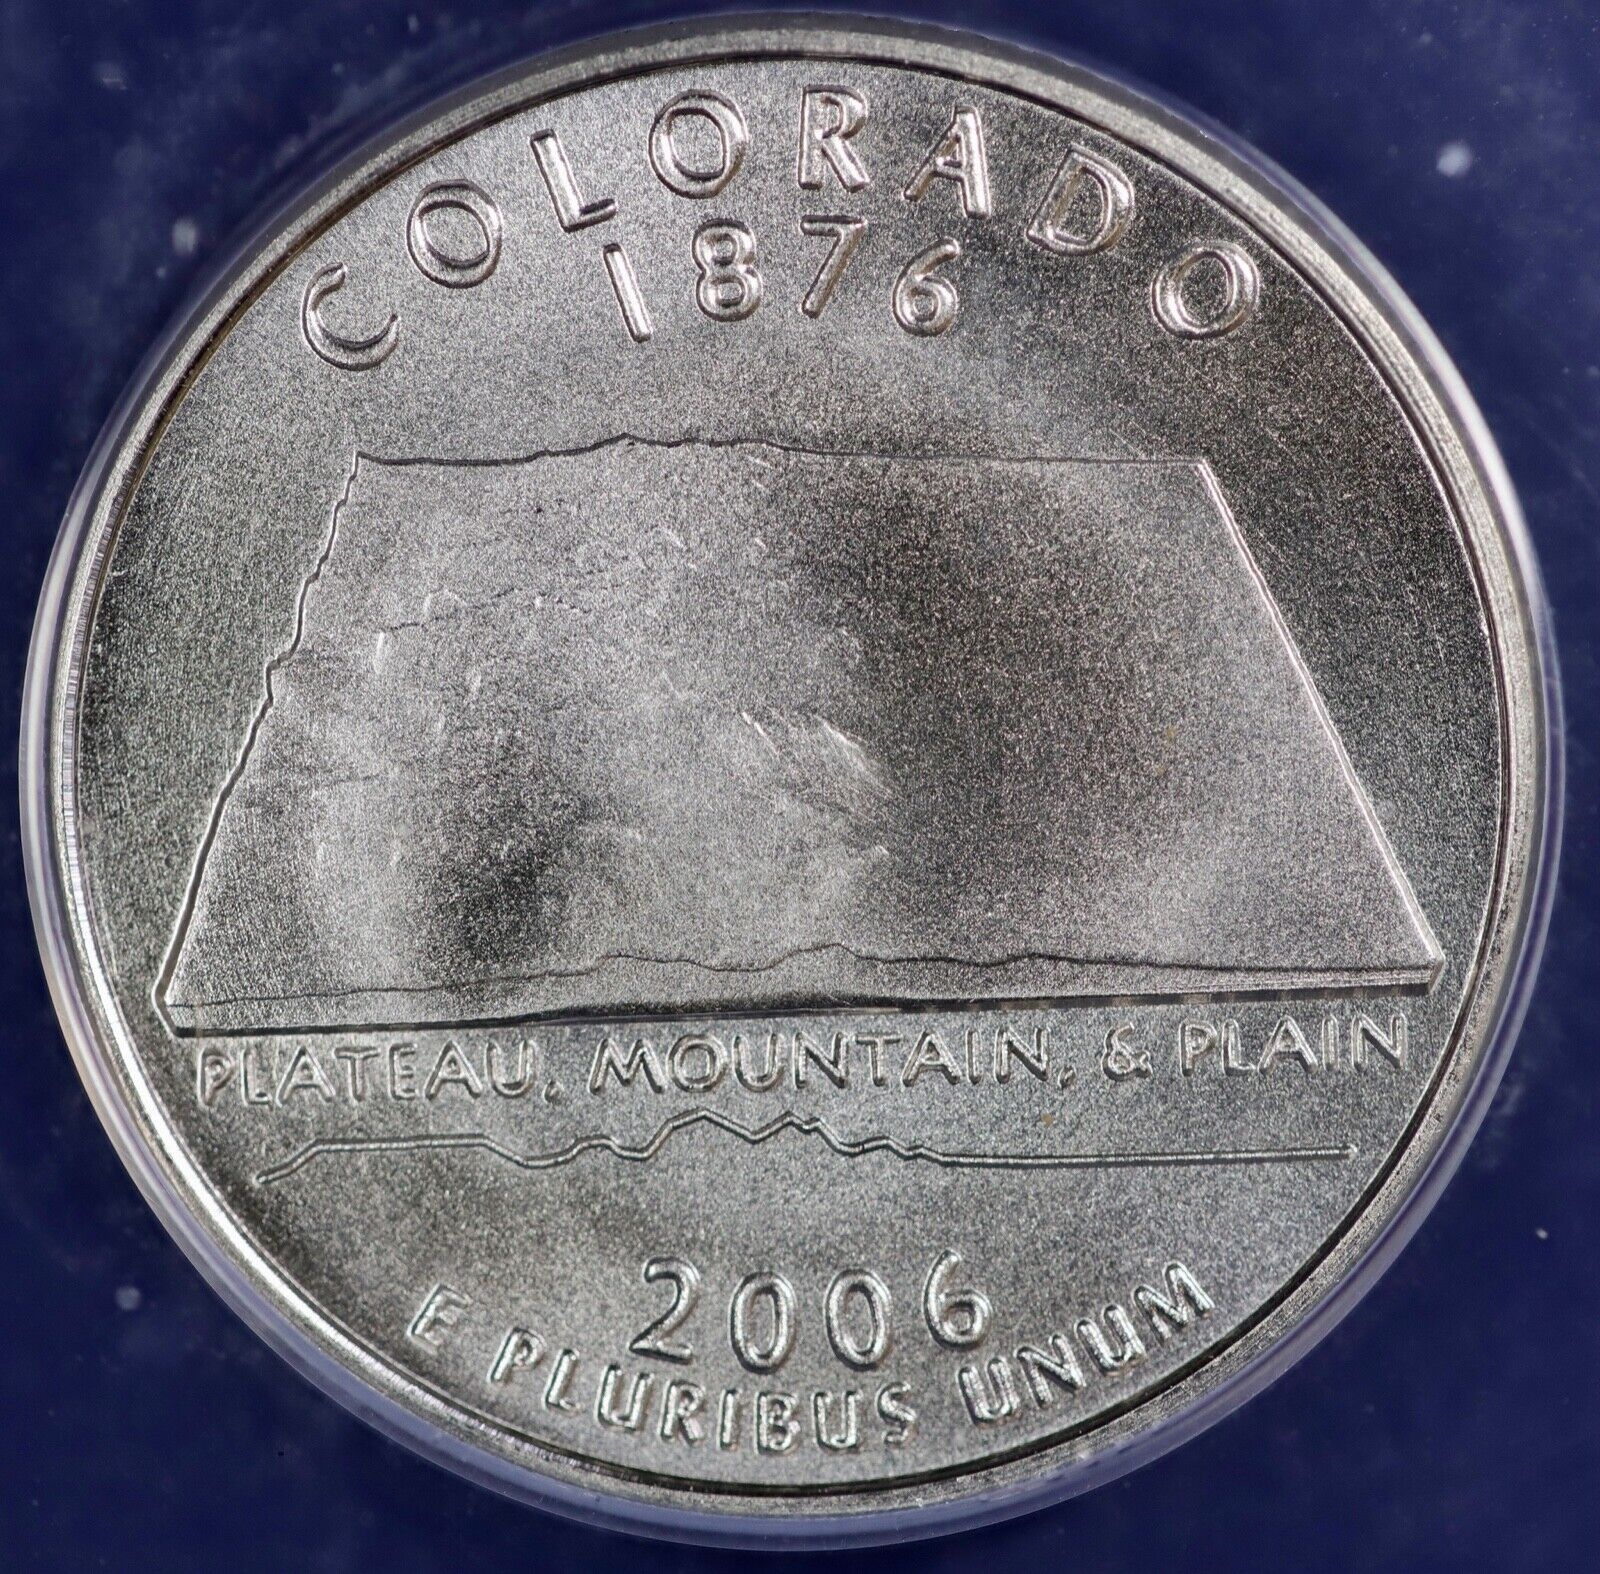 COLORADO
1876
PLATEAU, MOUNTAIN, & PLAIN
2006
E PLURIBUS UNUM